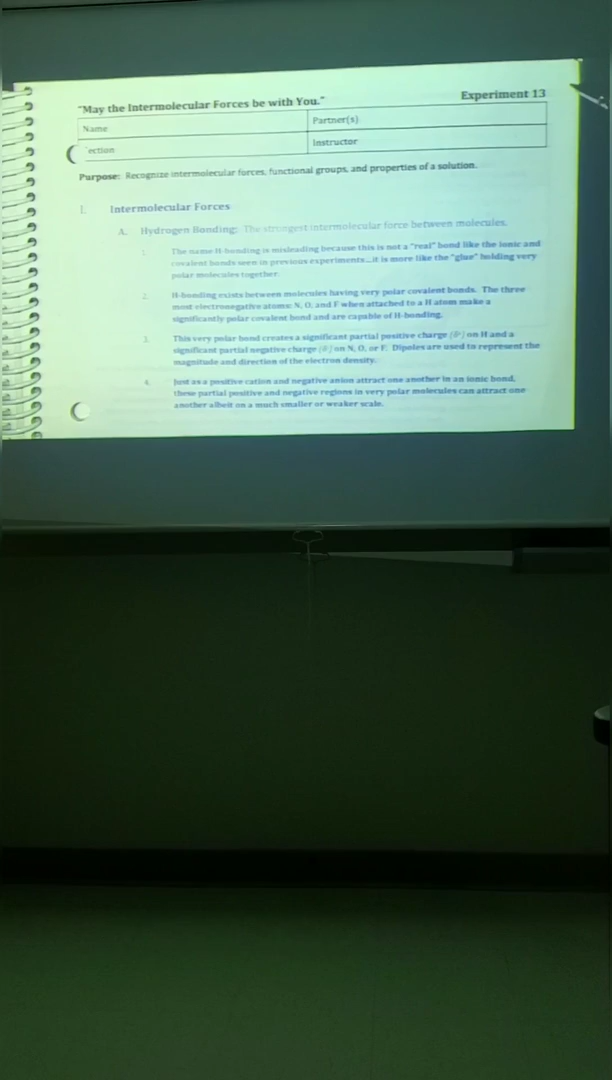 "May the Intermolecular Forces be with You."
Experiment 13
Name
Partner(s)
ection
Instructor
Purpose: Recognize intermolecular forces, functional groups, and properties of a solution.
I. Intermolecular Forces
A. Hydrogen Bonding: The strongest intermolecular force between molecules.
1. The name H-bonding is misleading because this is not a "real" bond like the ionic and
covalent bonds seen in previous experiments...it is more like the "glue" holding very
polar molecules together.
2. H-bonding exists between molecules having very polar covalent bonds. The three
most electronegative atoms: N, O, and F when attached to a H atom make a
significantly polar covalent bond and are capable of H-bonding.
3. This very polar bond creates a significant partial positive charge (δ⁺) on H and a
significant partial negative charge (δ⁻) on N, O, or F. Dipoles are used to represent the
magnitude and direction of the electron density.
4. Just as a positive cation and negative anion attract one another in an ionic bond,
these partial positive and negative regions in very polar molecules can attract one
another albeit on a much smaller or weaker scale.